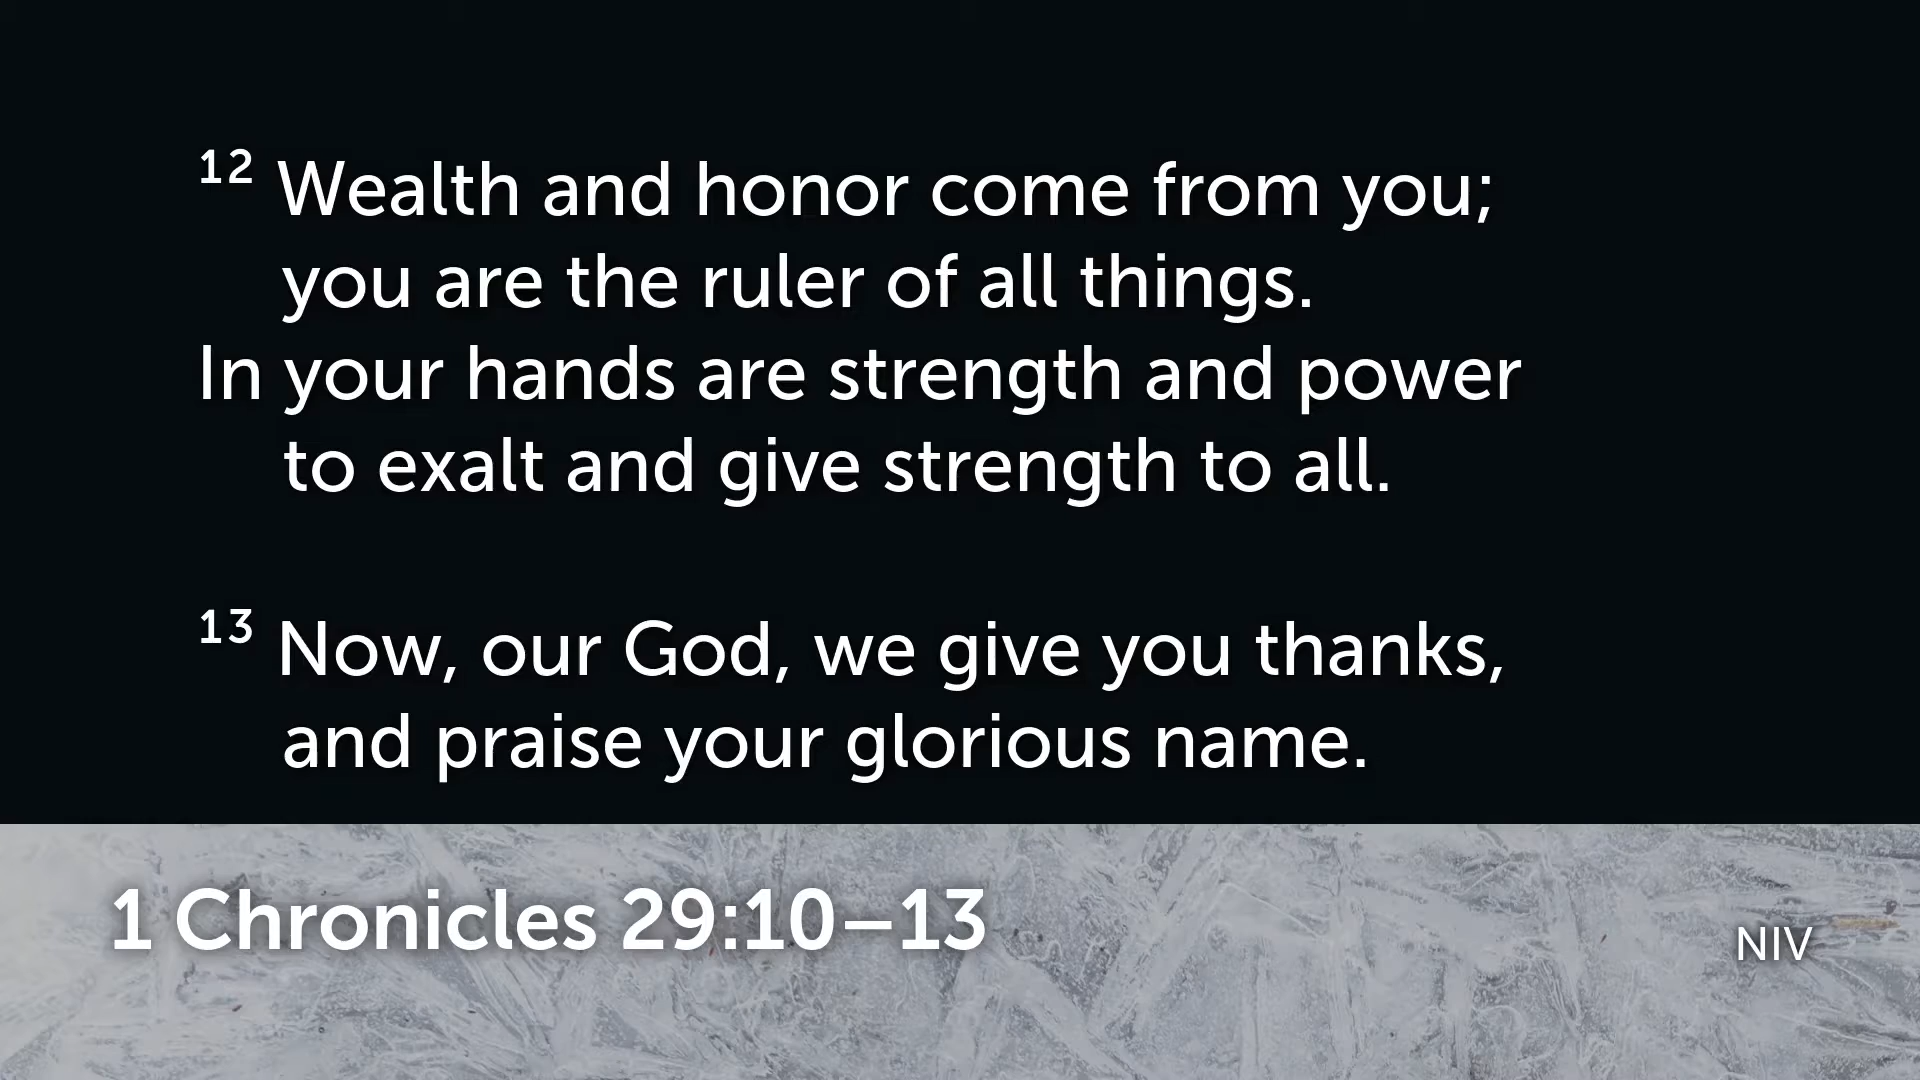 12 Wealth and honor come from you;
you are the ruler of all things.
In your hands are strength and power
to exalt and give strength to all.
13 Now, our God, we give you thanks,
and praise your glorious name.
1 Chronicles 29:10–13
NIV